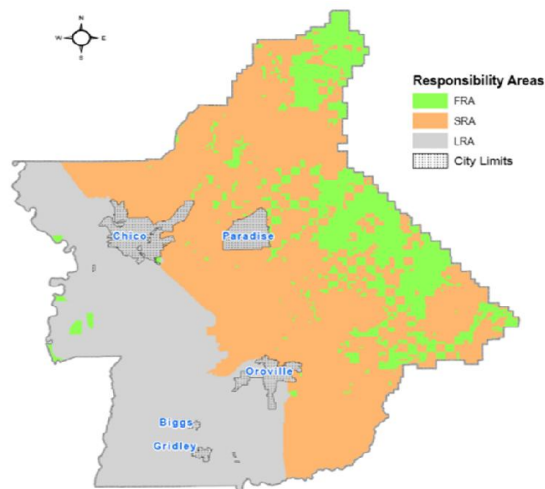 N
W E
S
Responsibility Areas
FRA
SRA
LRA
City Limits
Chico
Paradise
Oroville
Biggs
Gridley